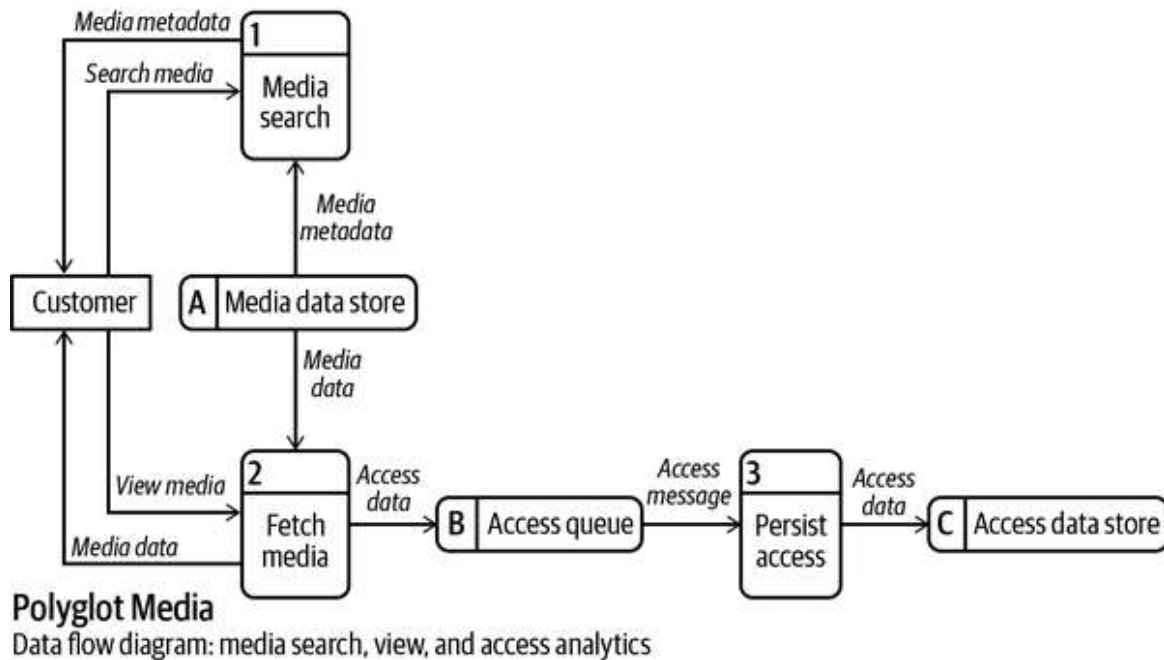 Media metadata
1
Search media
Media
search
Media
metadata
Customer
A Media data store
Media
data
2
View media
Fetch
media
Media data
Access
data
B Access queue
Access
message
3
Persist
access
Access
data
C Access data store
Polyglot Media
Data flow diagram: media search, view, and access analytics